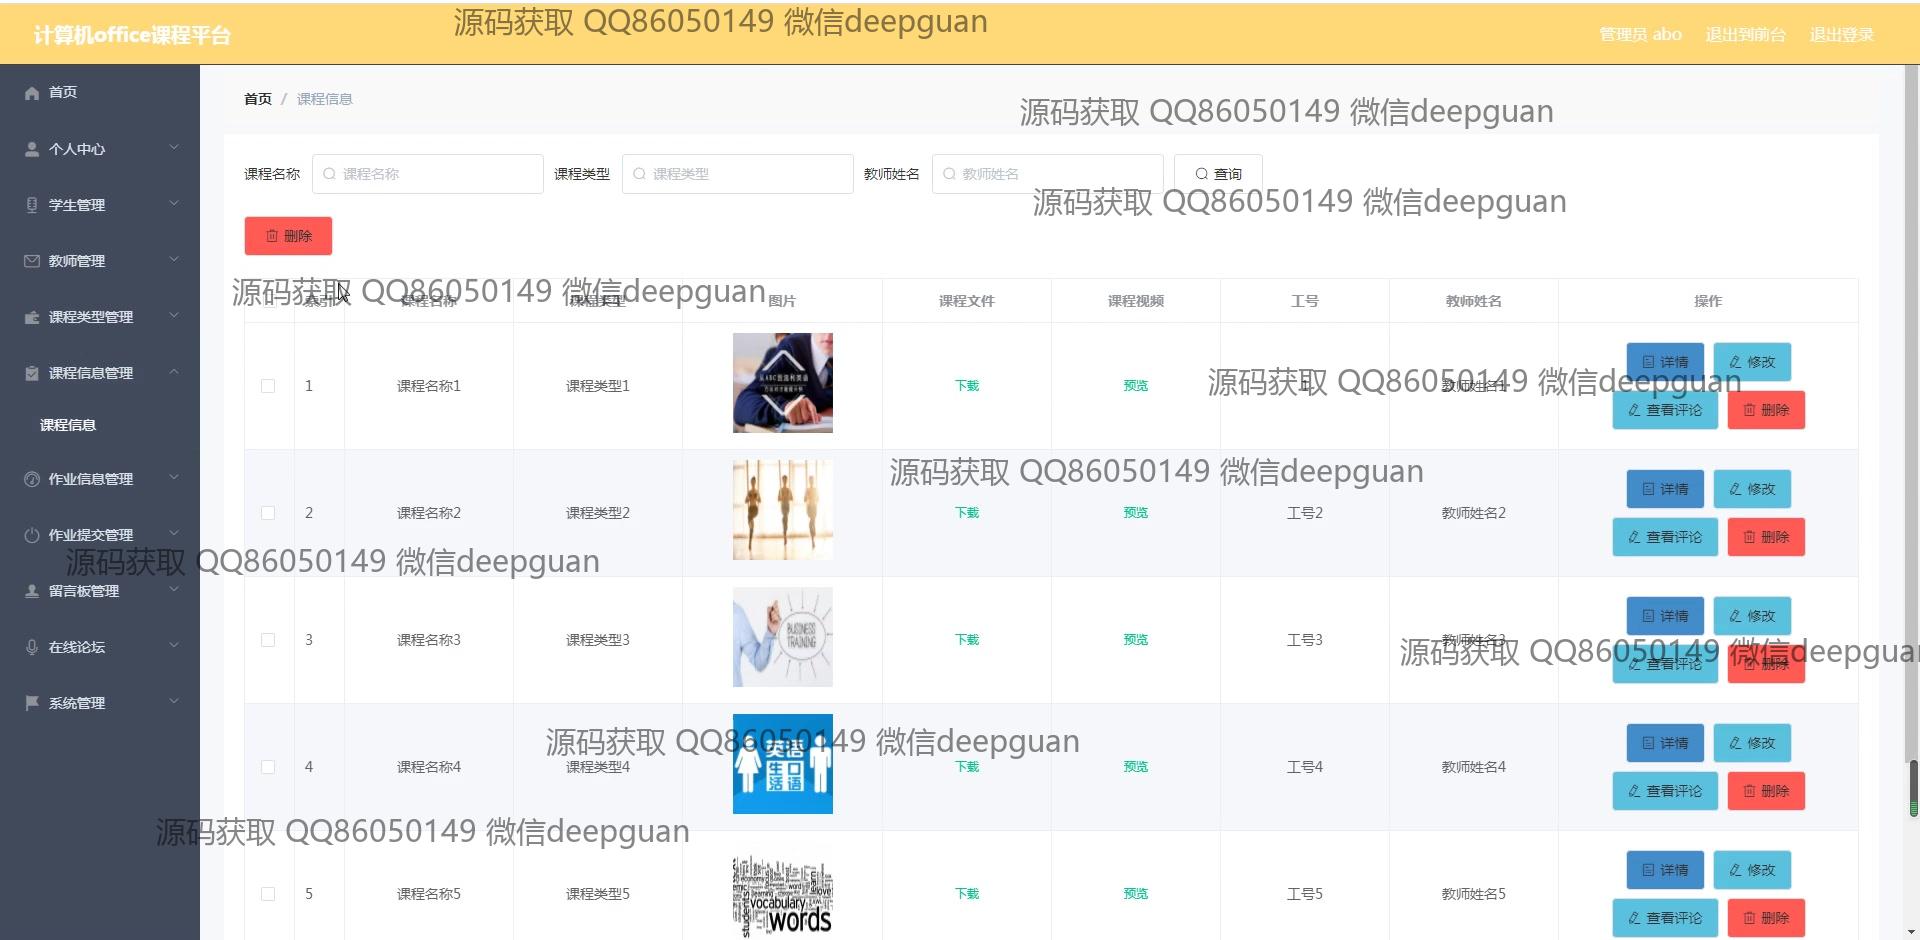 计算机office课程平台
源码获取 QQ86050149 微信deepguan
管理员 abo 退出到前台 退出登录
首页
个人中心
学生管理
教师管理
课程类型管理
课程信息管理
课程信息
作业信息管理
作业提交管理
留言板管理
在线论坛
系统管理
首页 / 课程信息
源码获取 QQ86050149 微信deepguan
课程名称 课程名称 课程类型 课程类型 教师姓名 教师姓名 查询
源码获取 QQ86050149 微信deepguan
删除
源码获取 QQ86050149 微信deepguan
索引 课程名称 课程类型 图片 课程文件 课程视频 工号 教师姓名 操作
1 课程名称1 课程类型1 下载 预览 教师姓名1 详情 修改
源码获取 QQ86050149 微信deepguan
查看评论 删除
源码获取 QQ86050149 微信deepguan
2 课程名称2 课程类型2 下载 预览 工号2 教师姓名2 详情 修改
查看评论 删除
源码获取 QQ86050149 微信deepguan
BUSINESS
TRAINING
3 课程名称3 课程类型3 下载 预览 工号3 教师姓名3 详情 修改
源码获取 QQ86050149 微信deepguan
查看评论 删除
源码获取 QQ86050149 微信deepguan
英语
生口
活语
4 课程名称4 课程类型4 下载 预览 工号4 教师姓名4 详情 修改
查看评论 删除
源码获取 QQ86050149 微信deepguan
5 课程名称5 课程类型5 下载 预览 工号5 教师姓名5 详情 修改
查看评论 删除
vocabulary
words
students